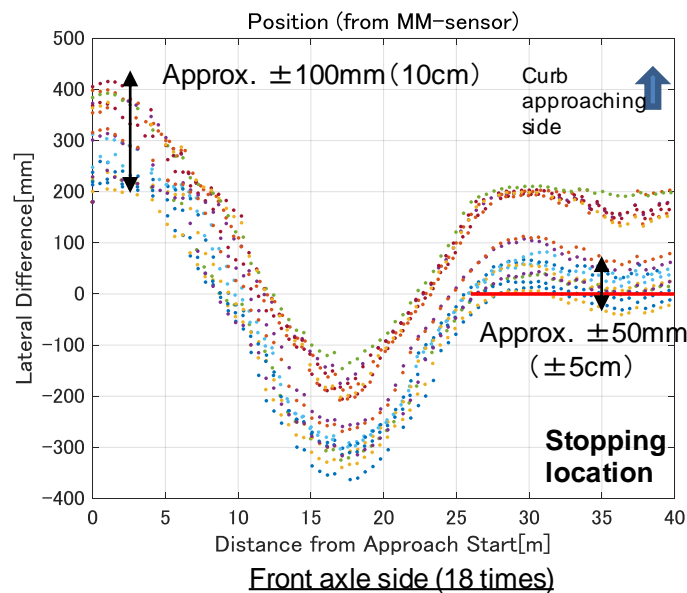 Position (from MM-sensor)
500
400
300
200
100
0
-100
-200
-300
-400
Lateral Difference[mm]
Approx. ±100mm(10cm)
Curb
approaching
side
Approx. ±50mm
(±5cm)
Stopping
location
0
5
10
15
20
25
30
35
40
Distance from Approach Start[m]
Front axle side (18 times)